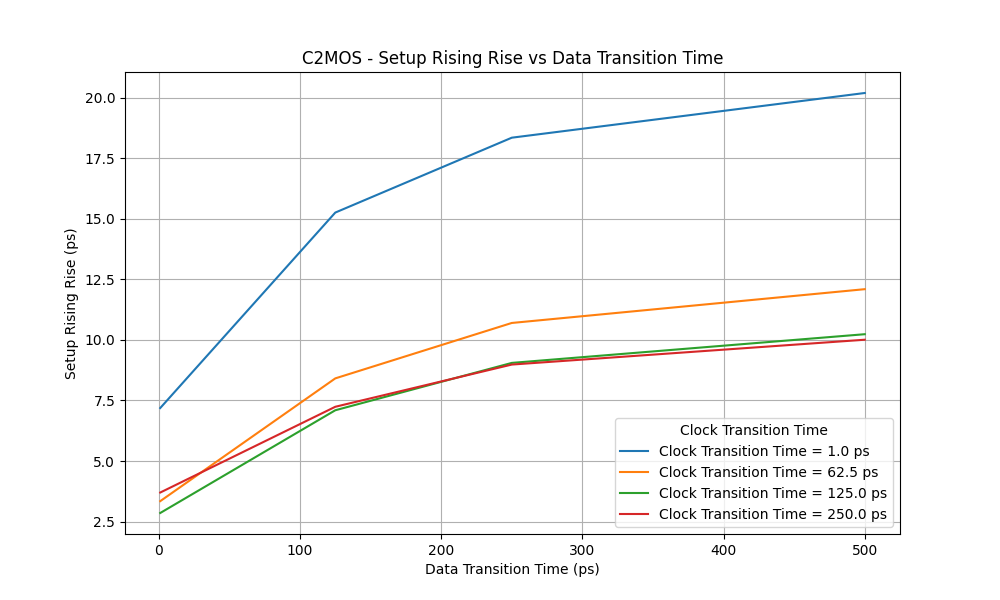 C2MOS - Setup Rising Rise vs Data Transition Time
Setup Rising Rise (ps)
20.0
17.5
15.0
12.5
10.0
7.5
5.0
2.5
Clock Transition Time
Clock Transition Time = 1.0 ps
Clock Transition Time = 62.5 ps
Clock Transition Time = 125.0 ps
Clock Transition Time = 250.0 ps
0 100 200 300 400 500
Data Transition Time (ps)